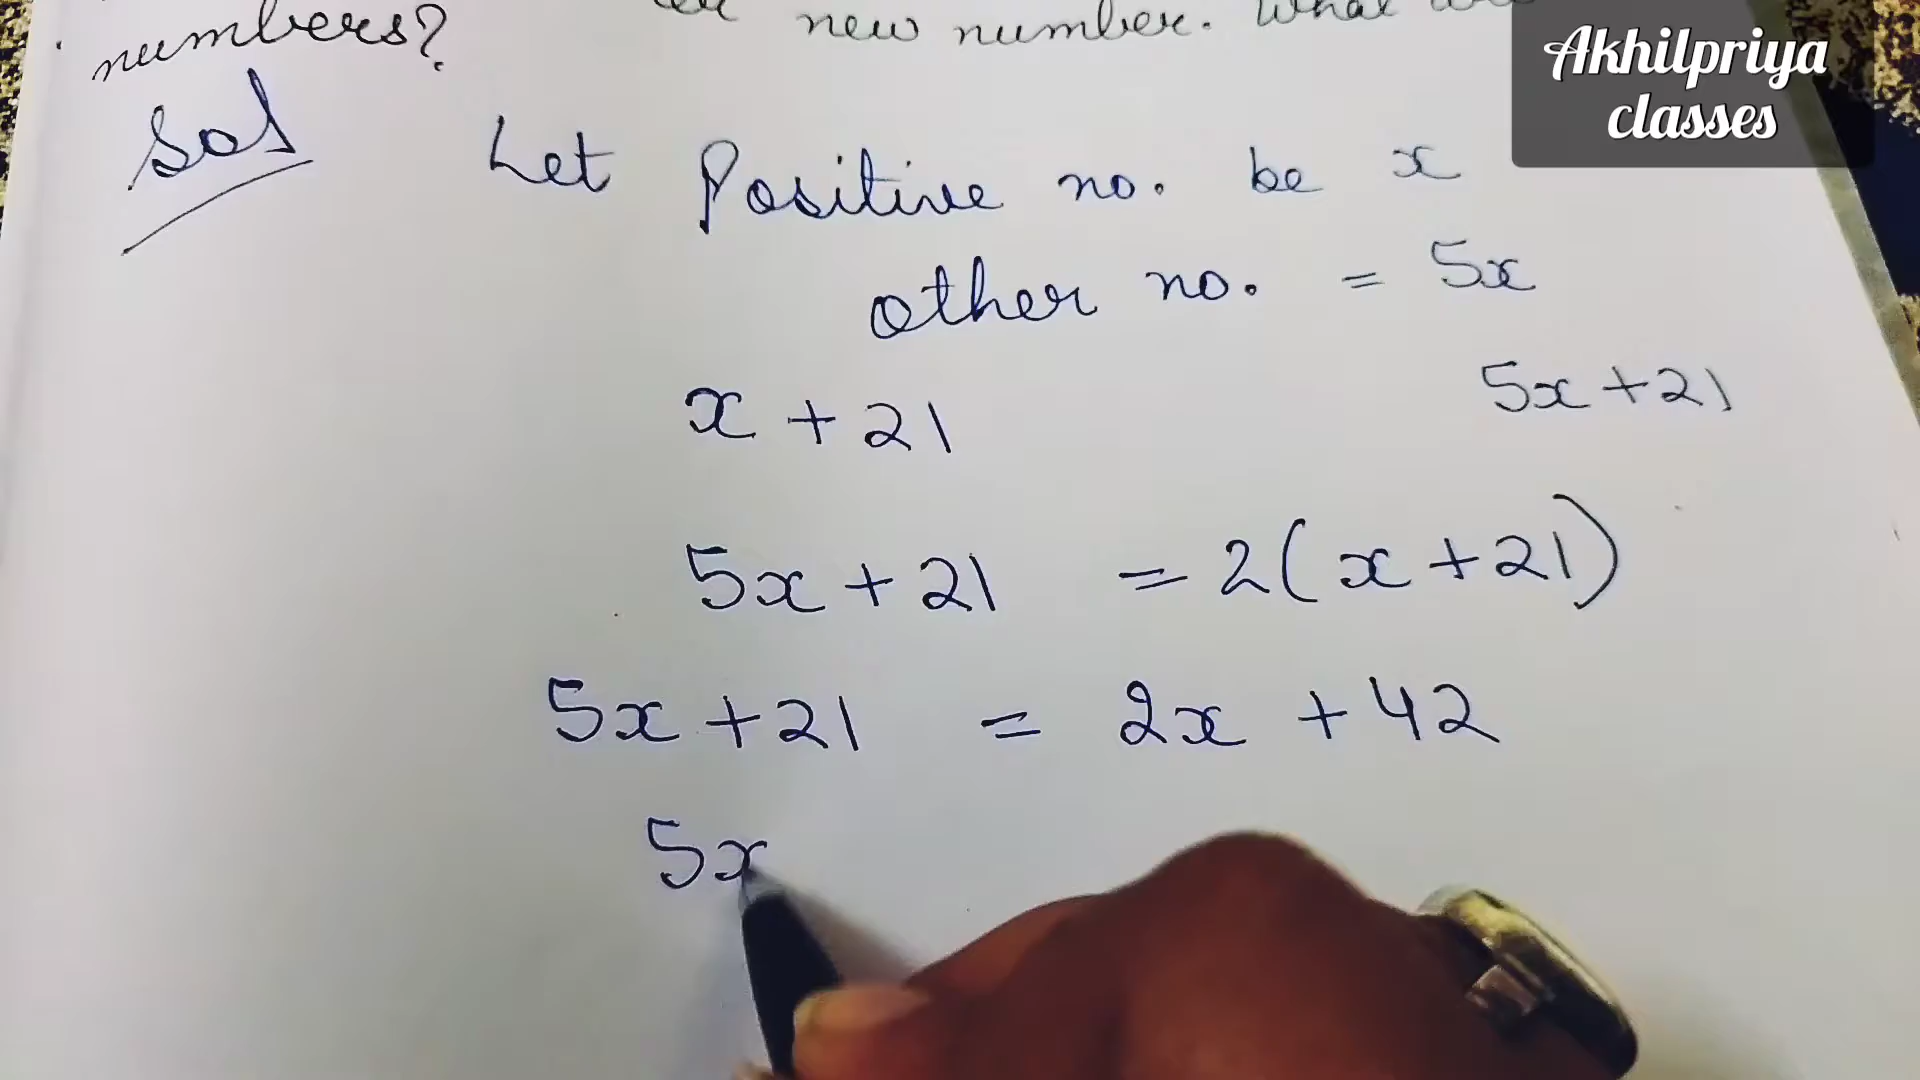 new number. What
numbers?
Akhilpriya
classes
Sol
Let Positive no. be x
other no. = 5x
x + 21 5x + 21
5x + 21 = 2(x + 21)
5x + 21 = 2x + 42
5x